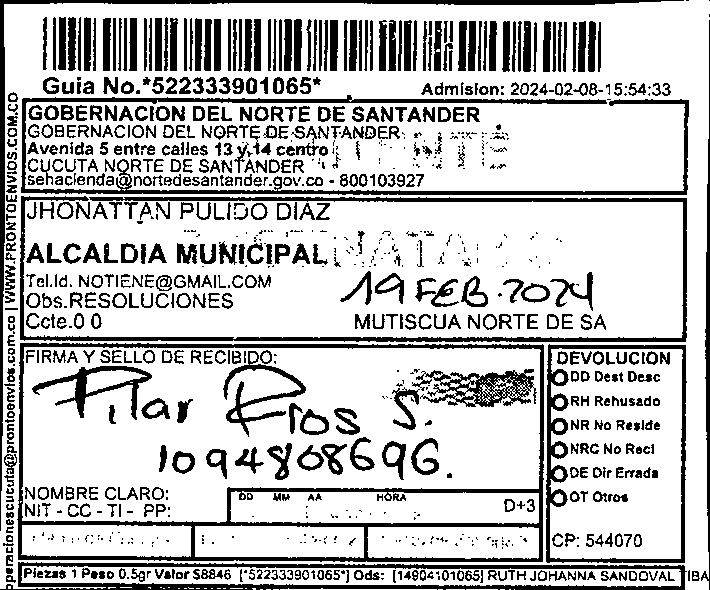 Guia No.*522333901065*
Admision: 2024-02-08-15:54:33
GOBERNACION DEL NORTE DE SANTANDER
GOBERNACION DEL NORTE DE SANTANDER
Avenida 5 entre calles 13 y 14 centro
CUCUTA NORTE DE SANTANDER
sehacienda@nortedesantander.gov.co - 800103927
JHONATTAN PULIDO DIAZ
ALCALDIA MUNICIPAL
Tel.Id. NOTIENE@GMAIL.COM
Obs.RESOLUCIONES
19 FEB. 2024
Ccte.0 0
MUTISCUA NORTE DE SA
FIRMA Y SELLO DE RECIBIDO:
Pilar Rios S.
1094808696.
NOMBRE CLARO:
NIT - CC - TI - PP:
DD MM AA HORA
D+3
DEVOLUCION
DD Dest Desc
RH Rehusado
NR No Reside
NRC No Recl
DE Dir Errada
OT Otros
CP: 544070
Piezas 1 Peso 0.5gr Valor $8846 [*522333901065*] Ods: [14904101065] RUTH JOHANNA SANDOVAL TIBA
operacionescucuta@prontoenvios.com.co | WWW.PRONTOENVIOS.COM.CO